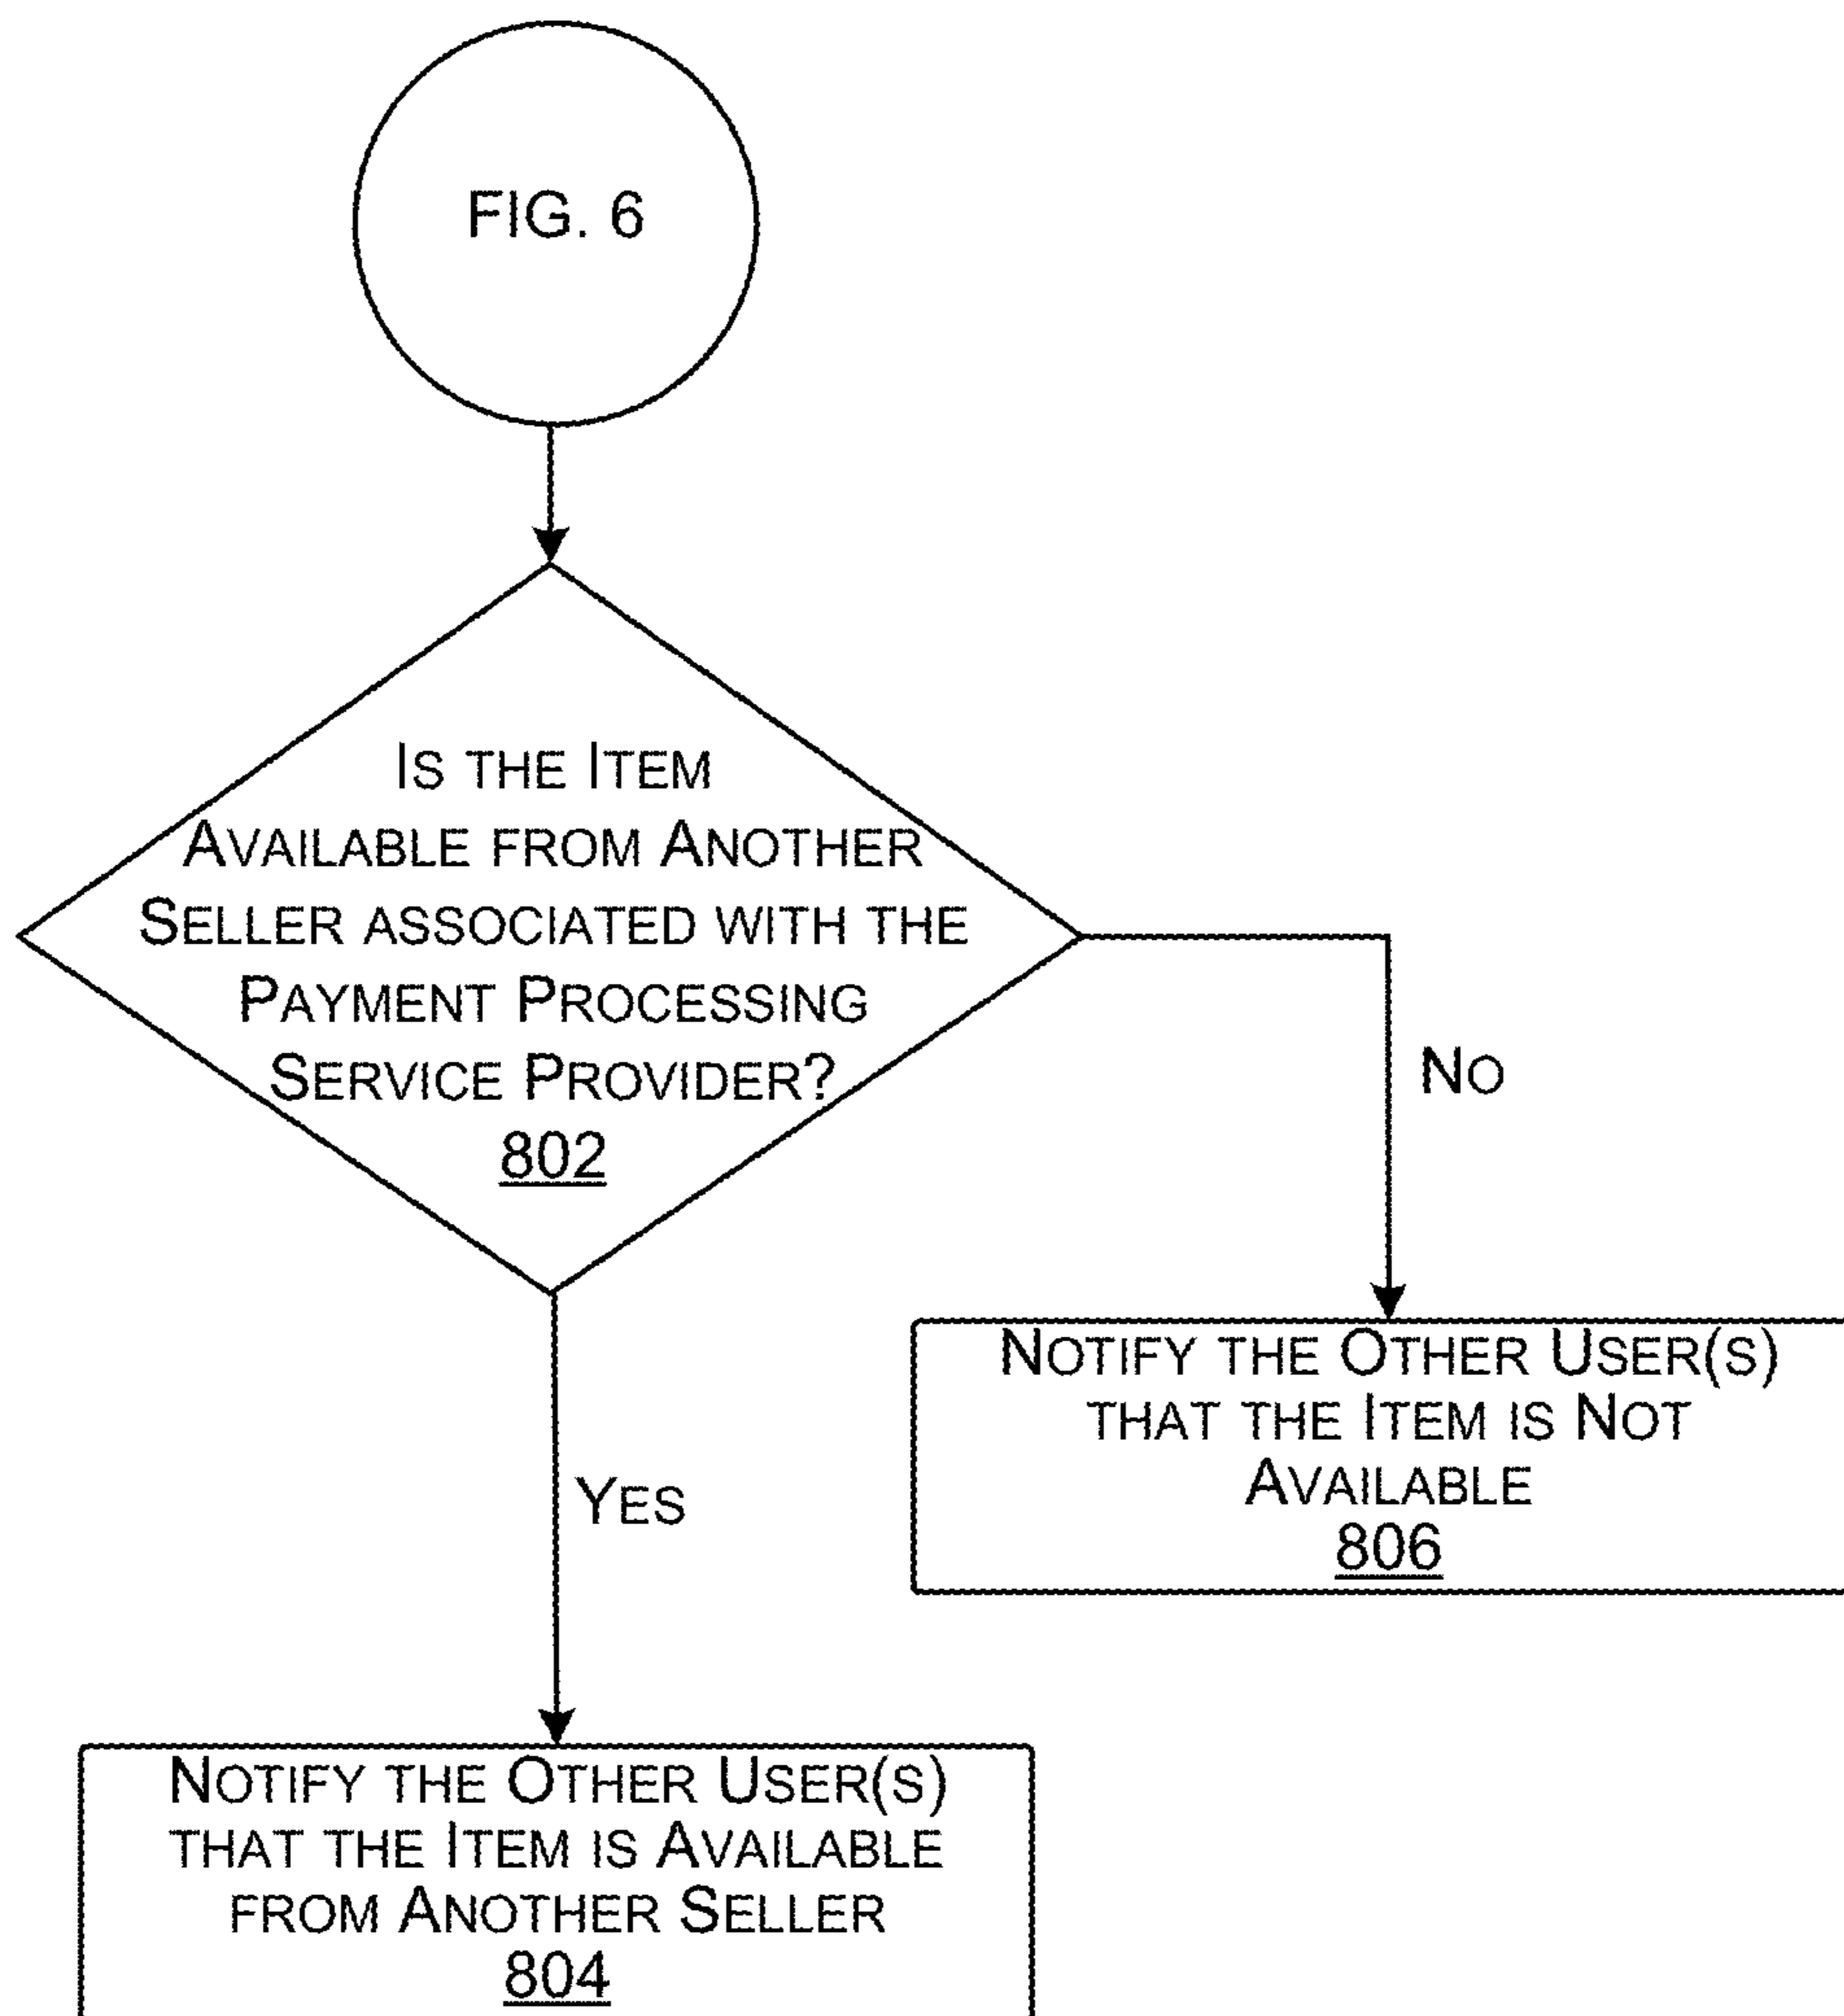 FIG. 6
IS THE ITEM
AVAILABLE FROM ANOTHER
SELLER ASSOCIATED WITH THE
PAYMENT PROCESSING
SERVICE PROVIDER?
802
NO
NOTIFY THE OTHER USER(S)
THAT THE ITEM IS NOT
AVAILABLE
806
YES
NOTIFY THE OTHER USER(S)
THAT THE ITEM IS AVAILABLE
FROM ANOTHER SELLER
804